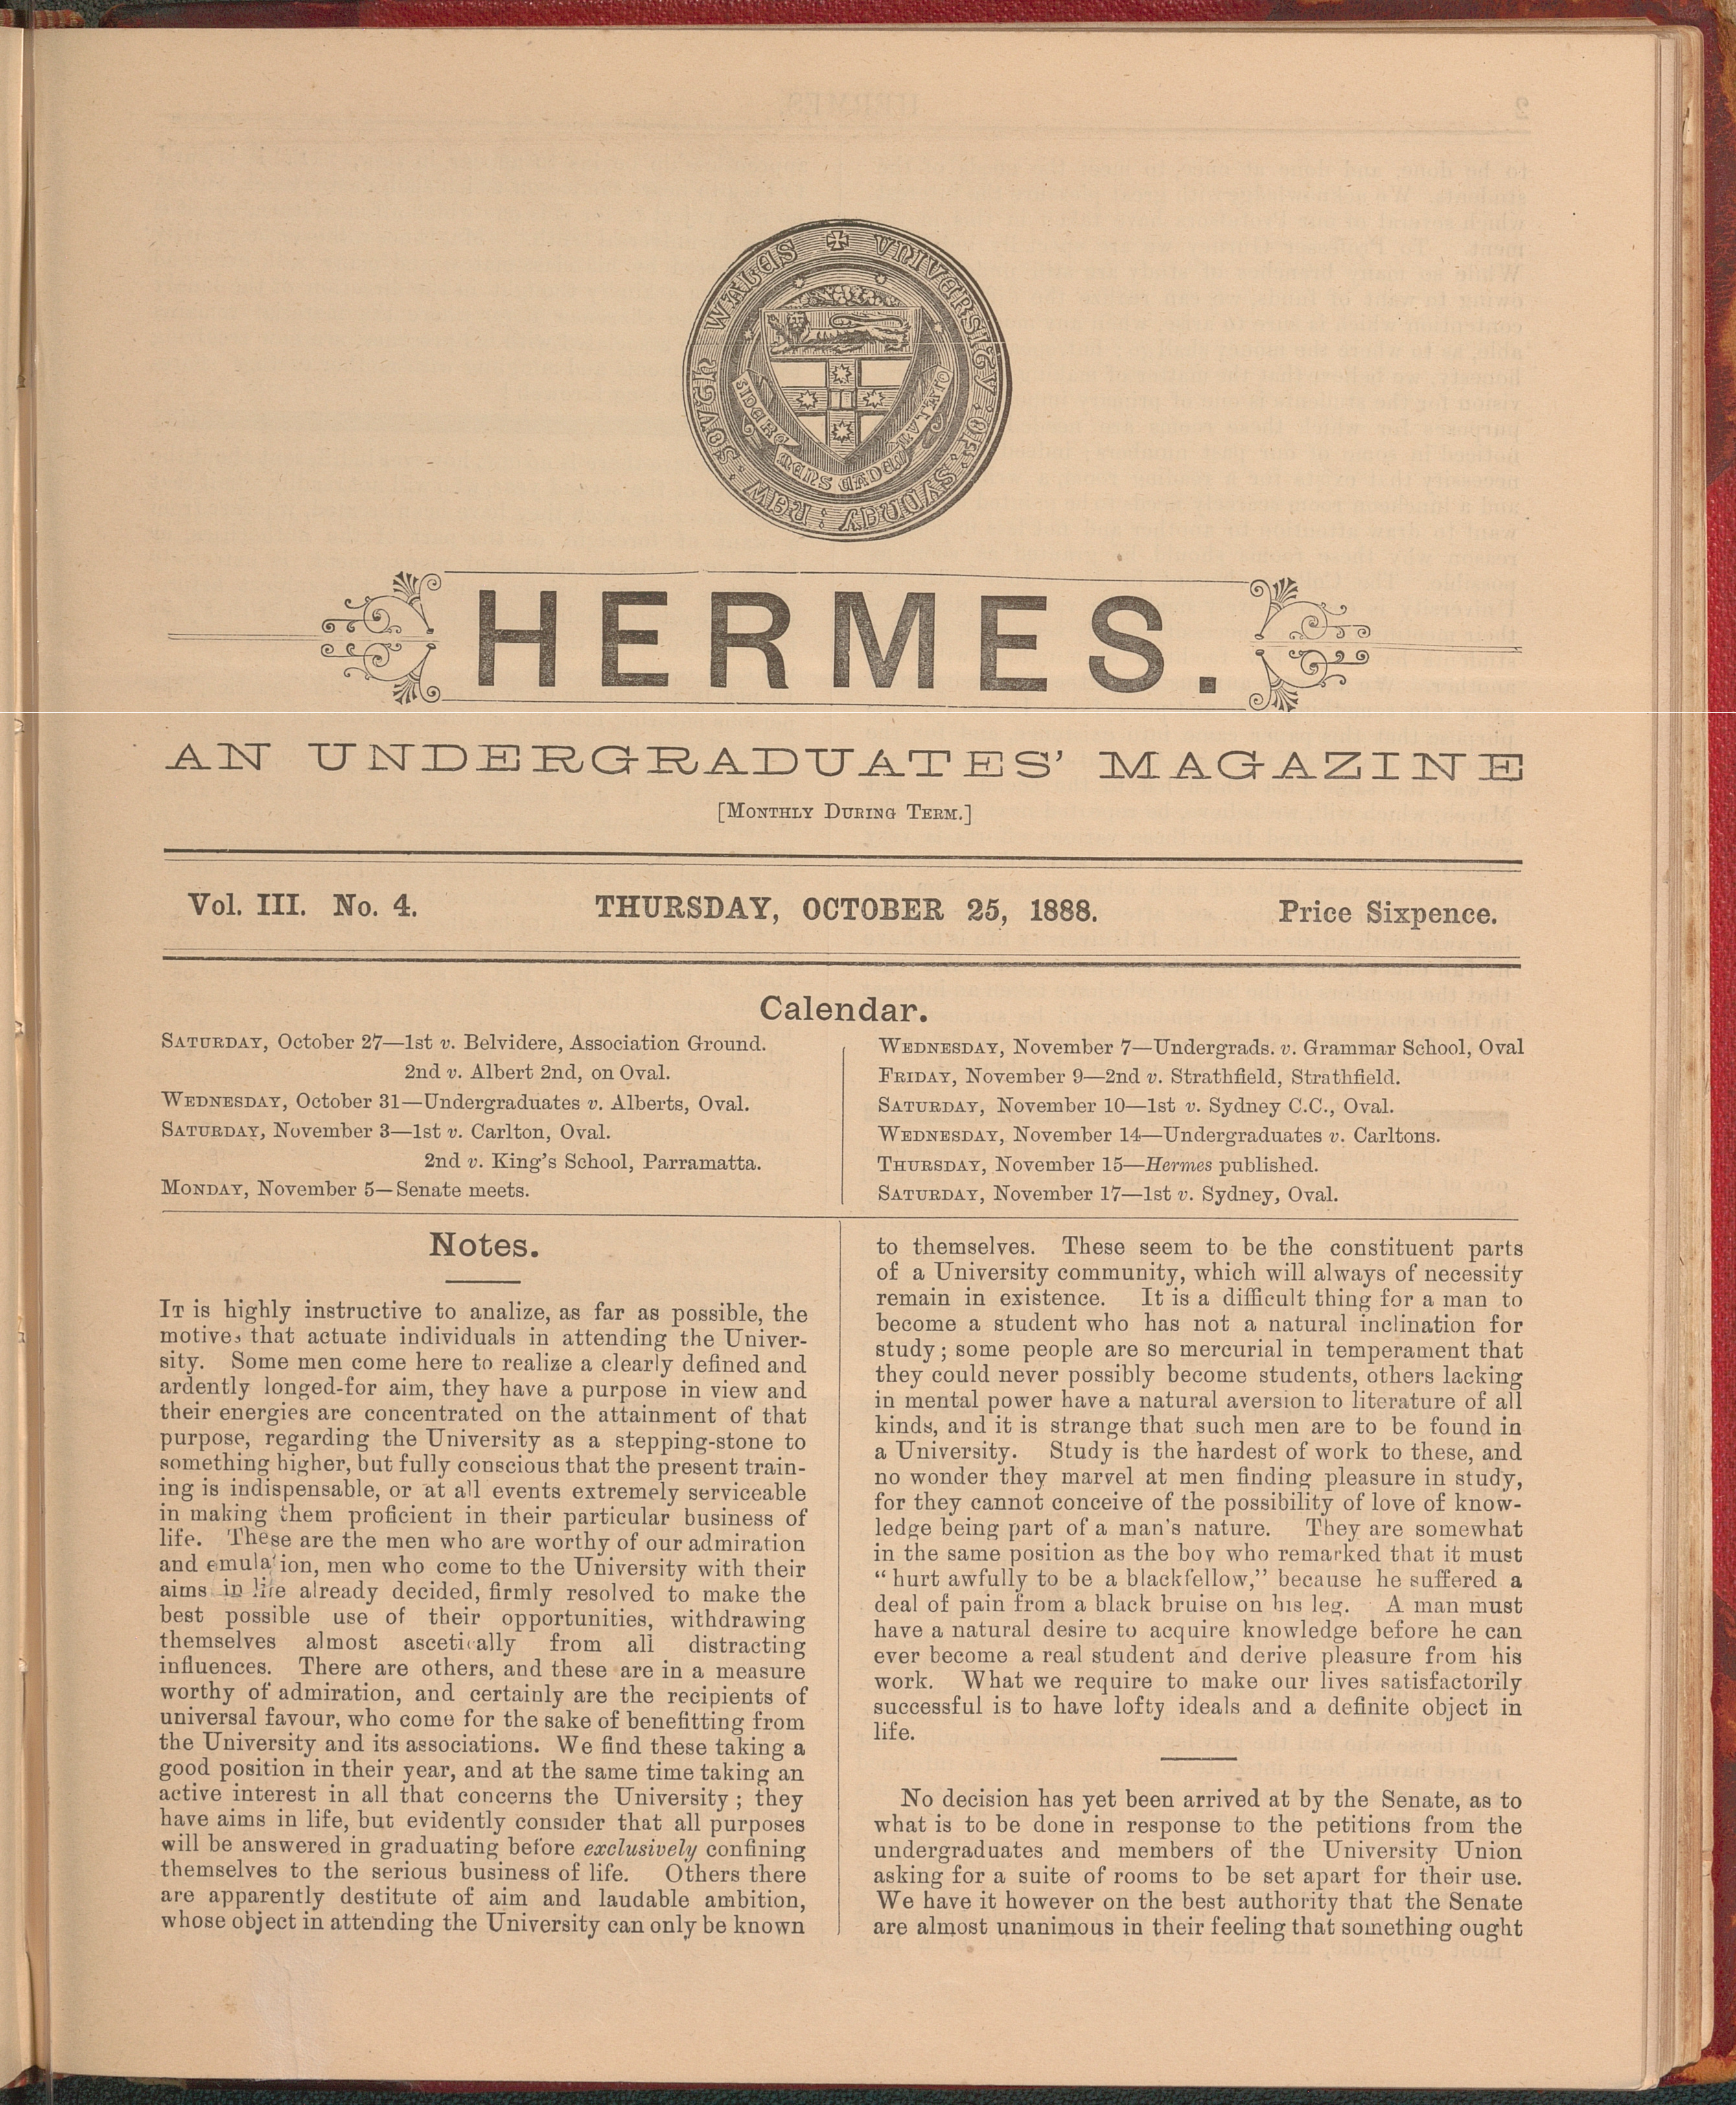 ✠ UNIVERSITY : OF : SYDNEY : NEW : SOUTH WALES
SIDERE MENS EADEM MUTATO
HERMES.
AN UNDERGRADUATES' MAGAZINE
[MONTHLY DURING TERM.]
Vol. III. No. 4. THURSDAY, OCTOBER 25, 1888. Price Sixpence.
Calendar.
SATURDAY, October 27—1st v. Belvidere, Association Ground.
2nd v. Albert 2nd, on Oval.
WEDNESDAY, October 31—Undergraduates v. Alberts, Oval.
SATURDAY, November 3—1st v. Carlton, Oval.
2nd v. King's School, Parramatta.
MONDAY, November 5—Senate meets.
WEDNESDAY, November 7—Undergrads. v. Grammar School, Oval
FRIDAY, November 9—2nd v. Strathfield, Strathfield.
SATURDAY, November 10—1st v. Sydney C.C., Oval.
WEDNESDAY, November 14—Undergraduates v. Carltons.
THURSDAY, November 15—Hermes published.
SATURDAY, November 17—1st v. Sydney, Oval.
Notes.
IT is highly instructive to analize, as far as possible, the
motives that actuate individuals in attending the Univer-
sity. Some men come here to realize a clearly defined and
ardently longed-for aim, they have a purpose in view and
their energies are concentrated on the attainment of that
purpose, regarding the University as a stepping-stone to
something higher, but fully conscious that the present train-
ing is indispensable, or at all events extremely serviceable
in making them proficient in their particular business of
life. These are the men who are worthy of our admiration
and emulation, men who come to the University with their
aims in life already decided, firmly resolved to make the
best possible use of their opportunities, withdrawing
themselves almost ascetically from all distracting
influences. There are others, and these are in a measure
worthy of admiration, and certainly are the recipients of
universal favour, who come for the sake of benefitting from
the University and its associations. We find these taking a
good position in their year, and at the same time taking an
active interest in all that concerns the University ; they
have aims in life, but evidently consider that all purposes
will be answered in graduating before exclusively confining
themselves to the serious business of life. Others there
are apparently destitute of aim and laudable ambition,
whose object in attending the University can only be known
to themselves. These seem to be the constituent parts
of a University community, which will always of necessity
remain in existence. It is a difficult thing for a man to
become a student who has not a natural inclination for
study ; some people are so mercurial in temperament that
they could never possibly become students, others lacking
in mental power have a natural aversion to literature of all
kinds, and it is strange that such men are to be found in
a University. Study is the hardest of work to these, and
no wonder they marvel at men finding pleasure in study,
for they cannot conceive of the possibility of love of know-
ledge being part of a man's nature. They are somewhat
in the same position as the boy who remarked that it must
“ hurt awfully to be a blackfellow,” because he suffered a
deal of pain from a black bruise on his leg. A man must
have a natural desire to acquire knowledge before he can
ever become a real student and derive pleasure from his
work. What we require to make our lives satisfactorily
successful is to have lofty ideals and a definite object in
life.
No decision has yet been arrived at by the Senate, as to
what is to be done in response to the petitions from the
undergraduates and members of the University Union
asking for a suite of rooms to be set apart for their use.
We have it however on the best authority that the Senate
are almost unanimous in their feeling that something ought